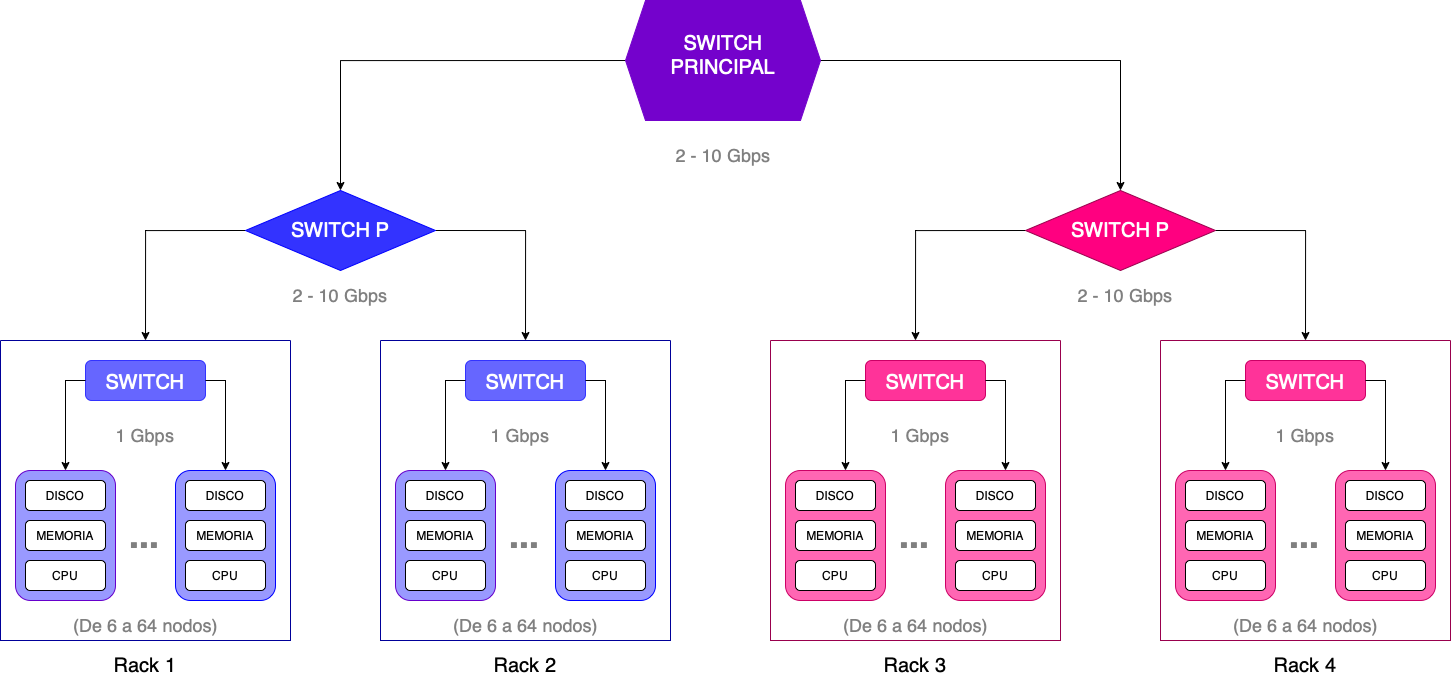 SWITCH
PRINCIPAL
2 - 10 Gbps
SWITCH P
SWITCH P
2 - 10 Gbps
2 - 10 Gbps
SWITCH
1 Gbps
DISCO
MEMORIA
CPU
...
DISCO
MEMORIA
CPU
(De 6 a 64 nodos)
Rack 1
SWITCH
1 Gbps
DISCO
MEMORIA
CPU
...
DISCO
MEMORIA
CPU
(De 6 a 64 nodos)
Rack 2
SWITCH
1 Gbps
DISCO
MEMORIA
CPU
...
DISCO
MEMORIA
CPU
(De 6 a 64 nodos)
Rack 3
SWITCH
1 Gbps
DISCO
MEMORIA
CPU
...
DISCO
MEMORIA
CPU
(De 6 a 64 nodos)
Rack 4